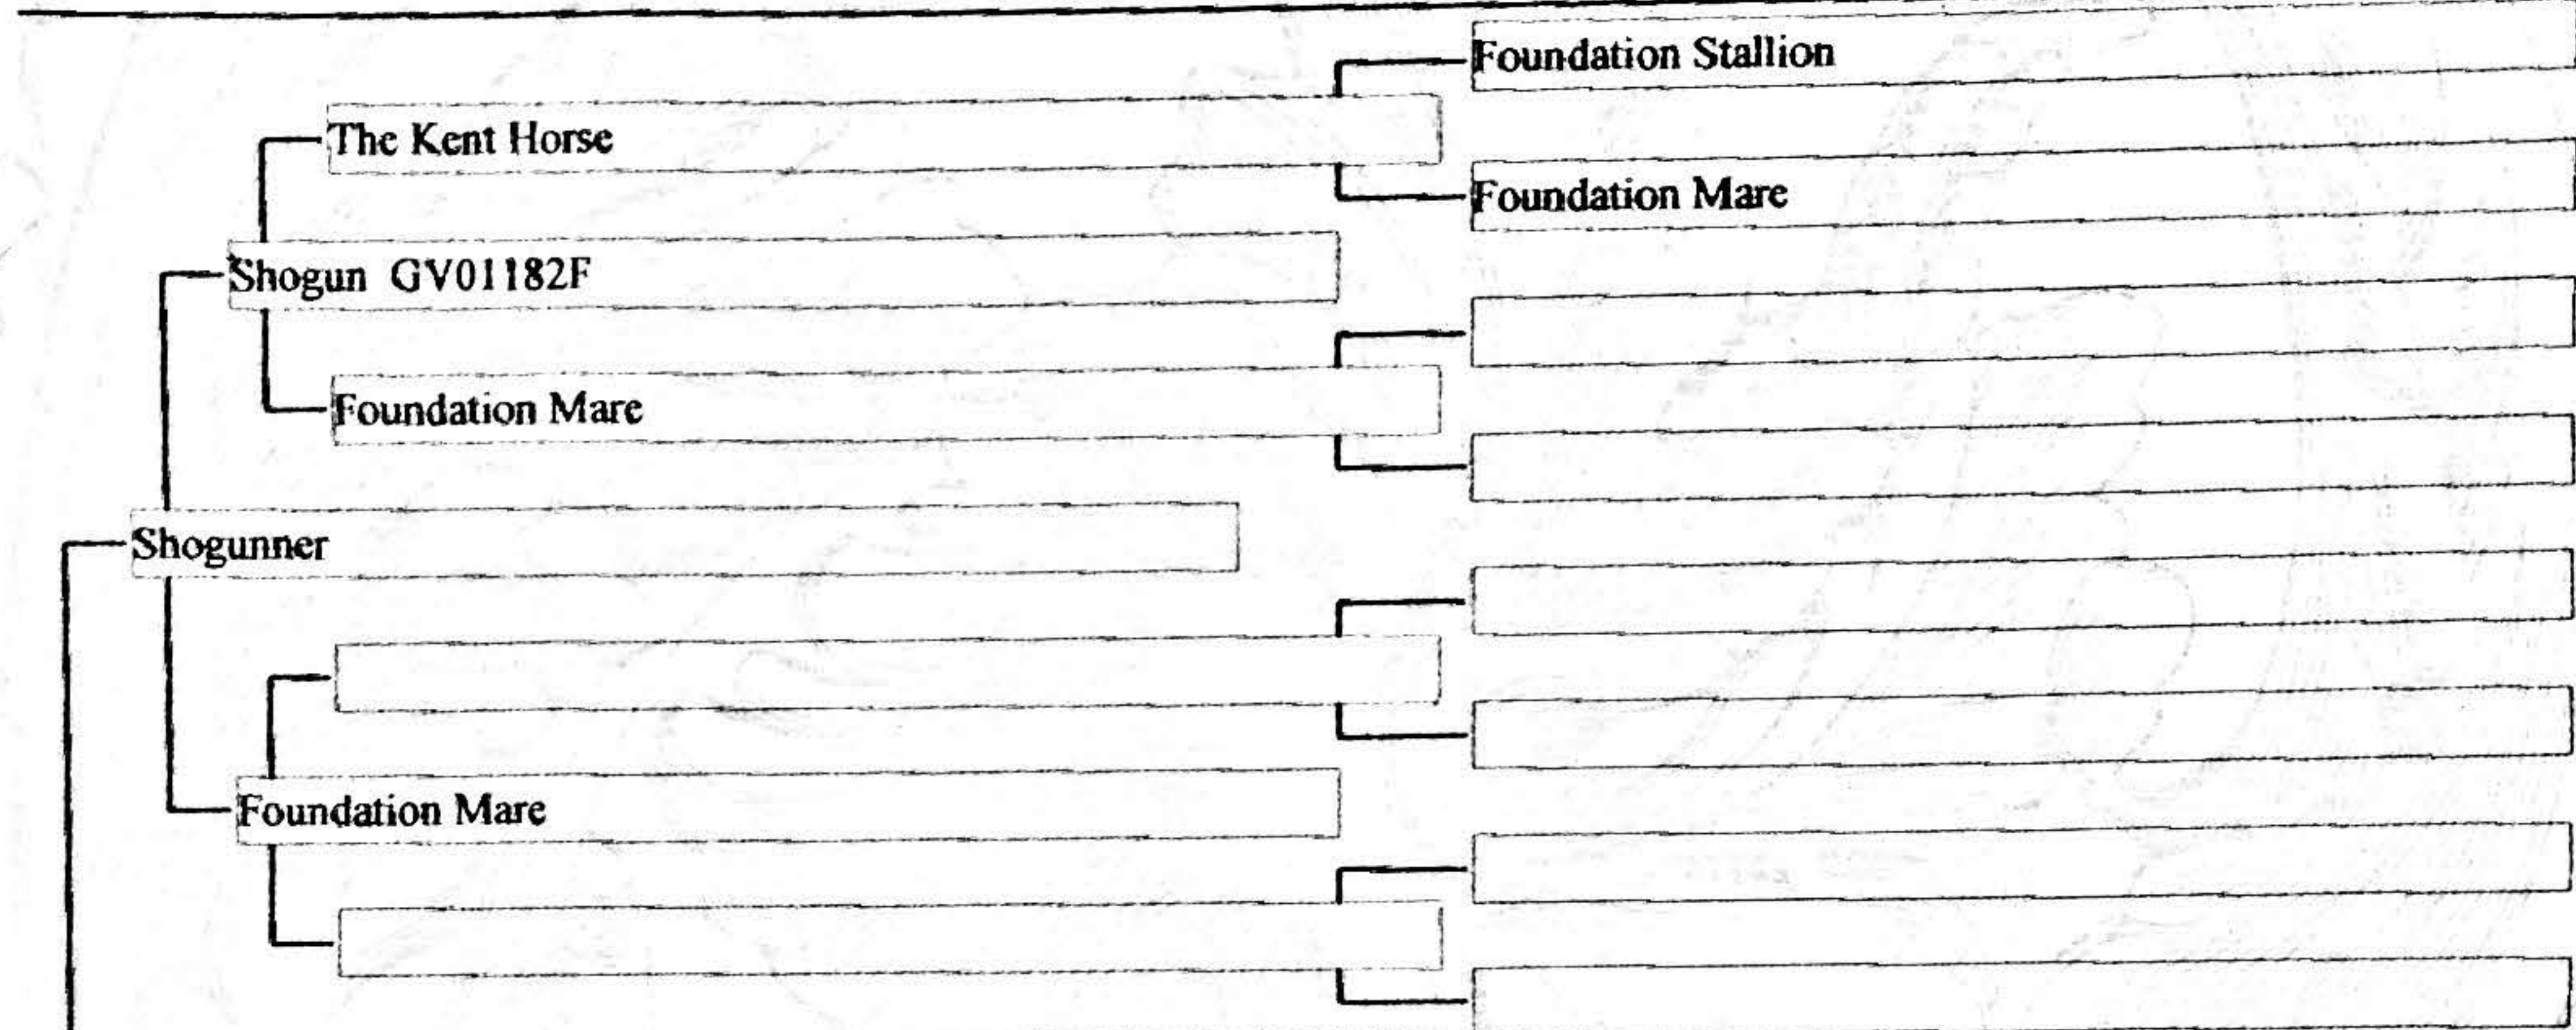 Foundation Stallion
The Kent Horse
Foundation Mare
Shogun GV01182F
Foundation Mare
Shogunner
Foundation Mare